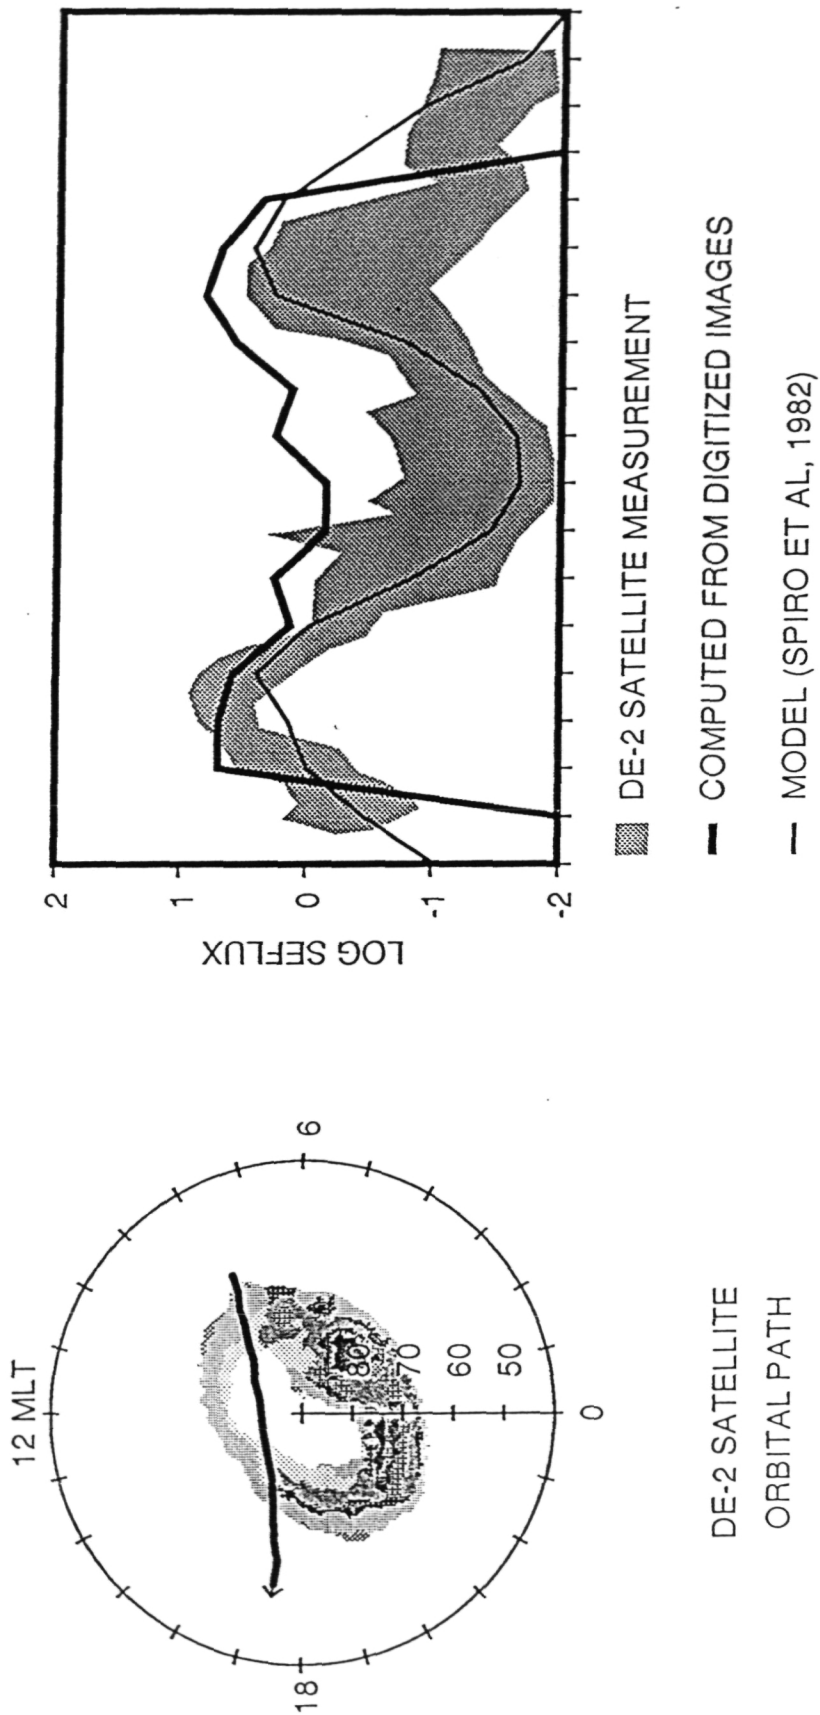 12 MLT
18
6
80
70
60
50
0
DE-2 SATELLITE
ORBITAL PATH
2
1
0
-1
-2
LOG SEFLUX
DE-2 SATELLITE MEASUREMENT
COMPUTED FROM DIGITIZED IMAGES
MODEL (SPIRO ET AL, 1982)